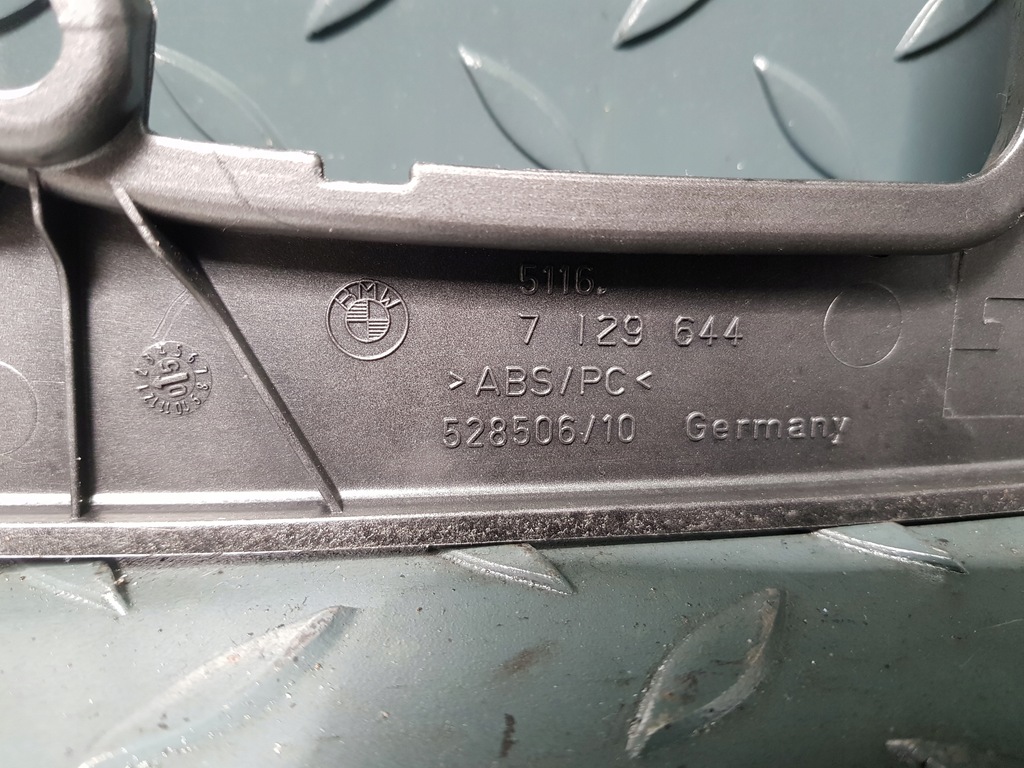 5116.
BMW
7 129 644
>ABS/PC<
528506/10 Germany